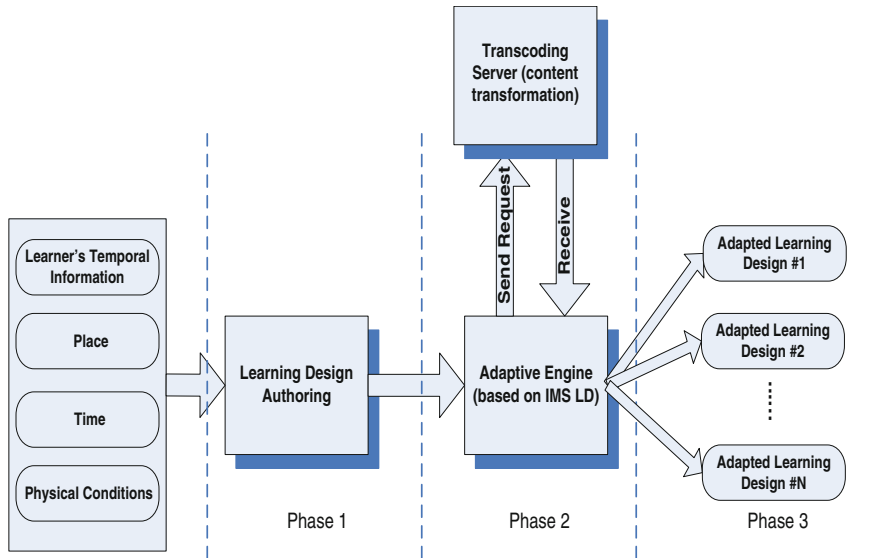 Transcoding
Server (content
transformation)
Send Request
Receive
Learner's Temporal
Information
Place
Time
Physical Conditions
Learning Design
Authoring
Adaptive Engine
(based on IMS LD)
Adapted Learning
Design #1
Adapted Learning
Design #2
Adapted Learning
Design #N
Phase 1
Phase 2
Phase 3